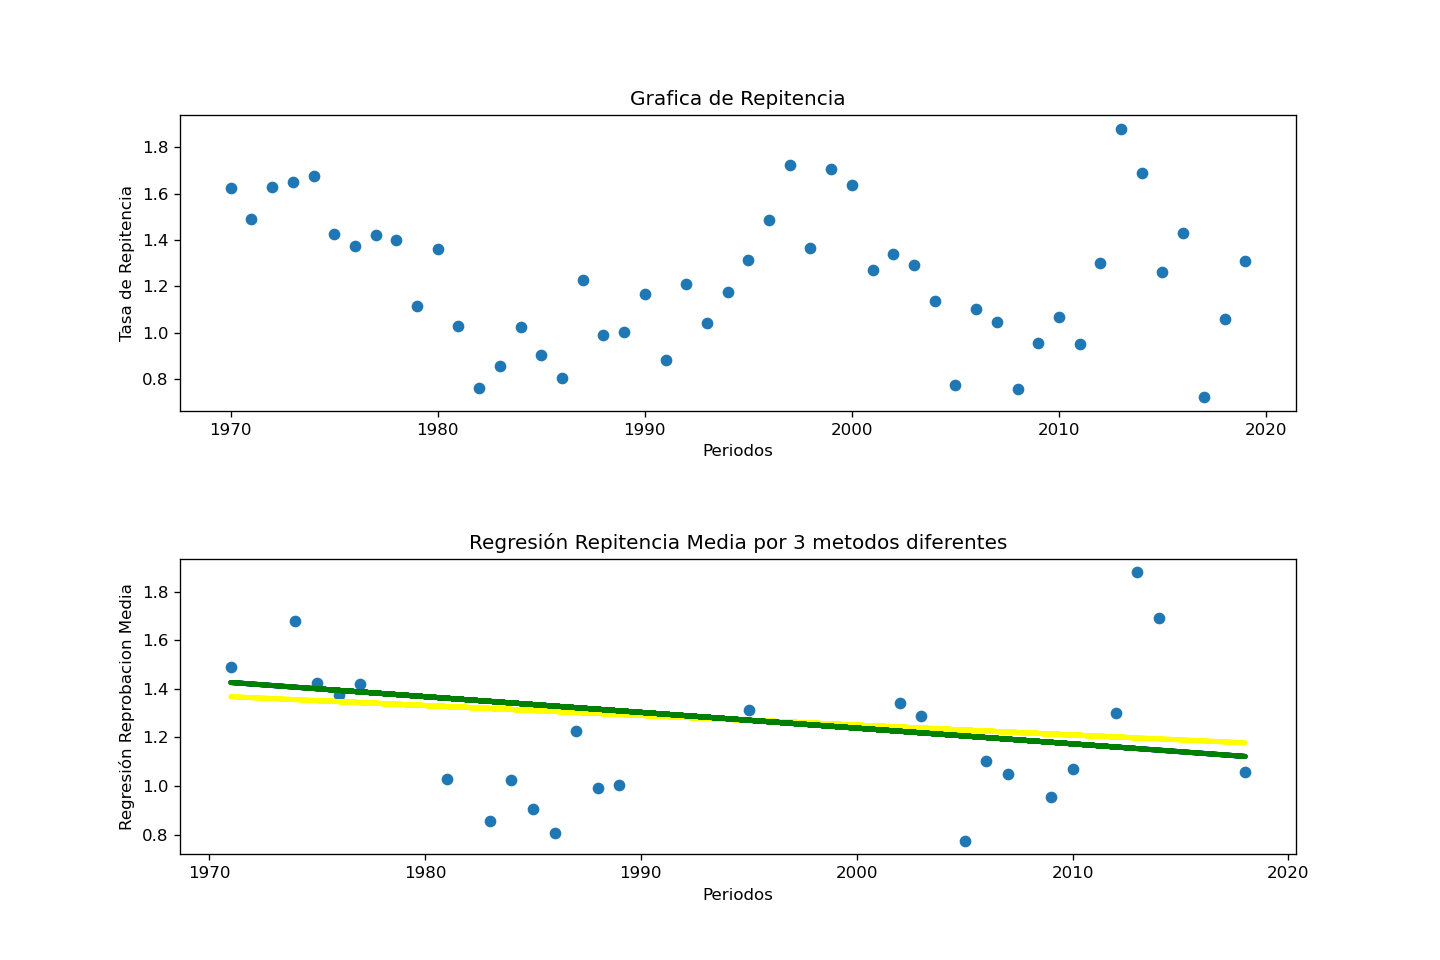 Grafica de Repitencia
Tasa de Repitencia
1.8
1.6
1.4
1.2
1.0
0.8
1970 1980 1990 2000 2010 2020
Periodos
Regresión Repitencia Media por 3 metodos diferentes
Regresión Reprobacion Media
1.8
1.6
1.4
1.2
1.0
0.8
1970 1980 1990 2000 2010 2020
Periodos